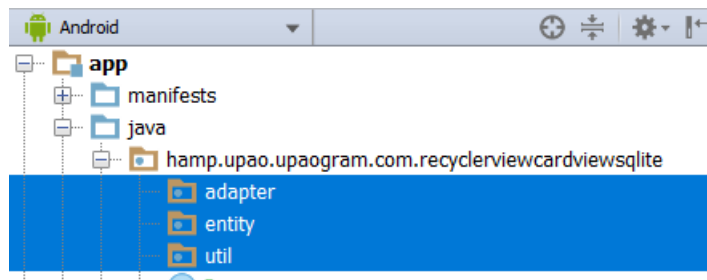 Android
app
manifests
java
hamp.upao.upaogram.com.recyclerviewcardviewsqlite
adapter
entity
util